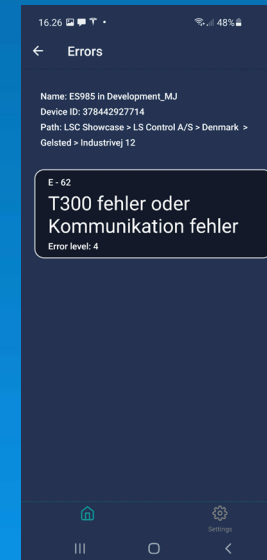 16.26
48%
Errors
Name: ES985 in Development_MJ
Device ID: 378442927714
Path: LSC Showcase > LS Control A/S > Denmark >
Gelsted > Industrivej 12
E - 62
T300 fehler oder
Kommunikation fehler
Error level: 4
Settings